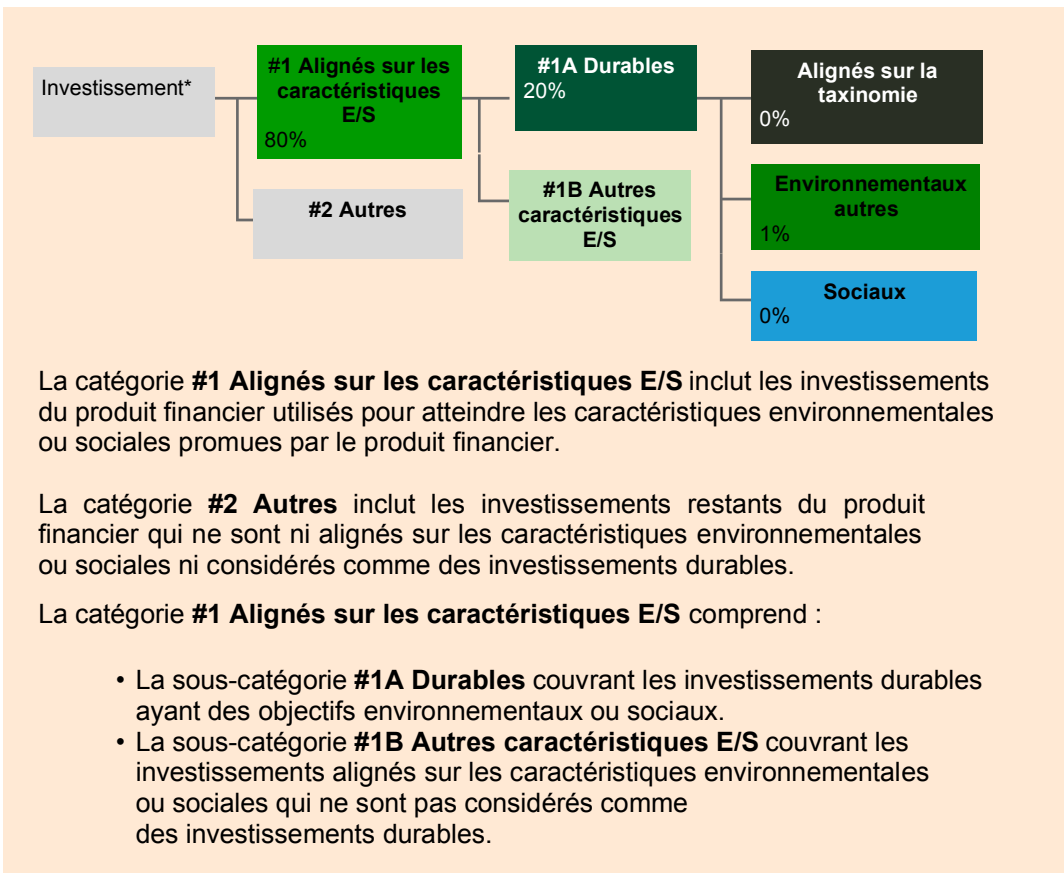 Investissement*
#1 Alignés sur les
caractéristiques
E/S
80%
#2 Autres
#1A Durables
20%
#1B Autres
caractéristiques
E/S
Alignés sur la
taxinomie
0%
Environnementaux
autres
1%
Sociaux
0%
La catégorie #1 Alignés sur les caractéristiques E/S inclut les investissements
du produit financier utilisés pour atteindre les caractéristiques environnementales
ou sociales promues par le produit financier.
La catégorie #2 Autres inclut les investissements restants du produit
financier qui ne sont ni alignés sur les caractéristiques environnementales
ou sociales ni considérés comme des investissements durables.
La catégorie #1 Alignés sur les caractéristiques E/S comprend :
• La sous-catégorie #1A Durables couvrant les investissements durables
ayant des objectifs environnementaux ou sociaux.
• La sous-catégorie #1B Autres caractéristiques E/S couvrant les
investissements alignés sur les caractéristiques environnementales
ou sociales qui ne sont pas considérés comme
des investissements durables.